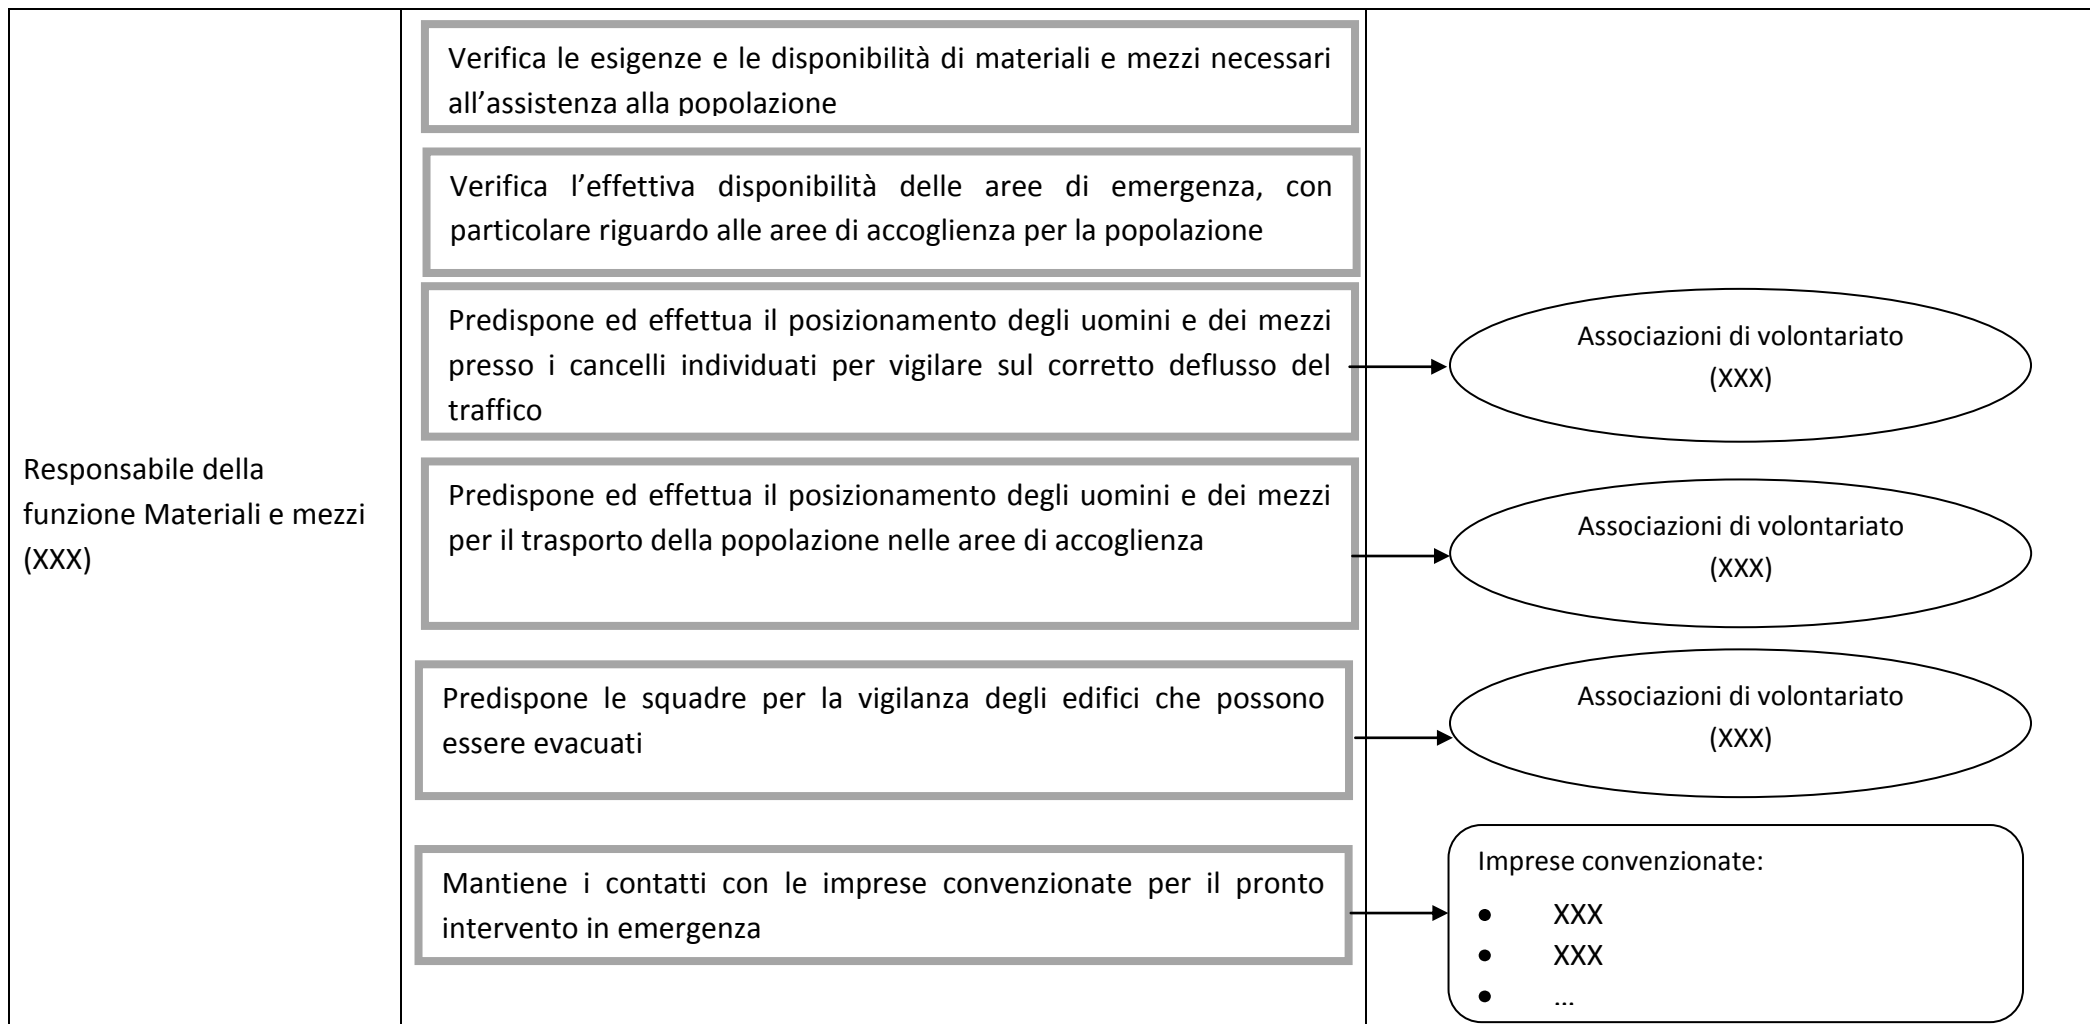 Verifica le esigenze e le disponibilità di materiali e mezzi necessari
all’assistenza alla popolazione
Verifica l’effettiva disponibilità delle aree di emergenza, con
particolare riguardo alle aree di accoglienza per la popolazione
Predispone ed effettua il posizionamento degli uomini e dei mezzi
presso i cancelli individuati per vigilare sul corretto deflusso del
traffico
Associazioni di volontariato
(XXX)
Responsabile della
funzione Materiali e mezzi
(XXX)
Predispone ed effettua il posizionamento degli uomini e dei mezzi
per il trasporto della popolazione nelle aree di accoglienza
Associazioni di volontariato
(XXX)
Predispone le squadre per la vigilanza degli edifici che possono
essere evacuati
Associazioni di volontariato
(XXX)
Mantiene i contatti con le imprese convenzionate per il pronto
intervento in emergenza
Imprese convenzionate:
• XXX
• XXX
• ...